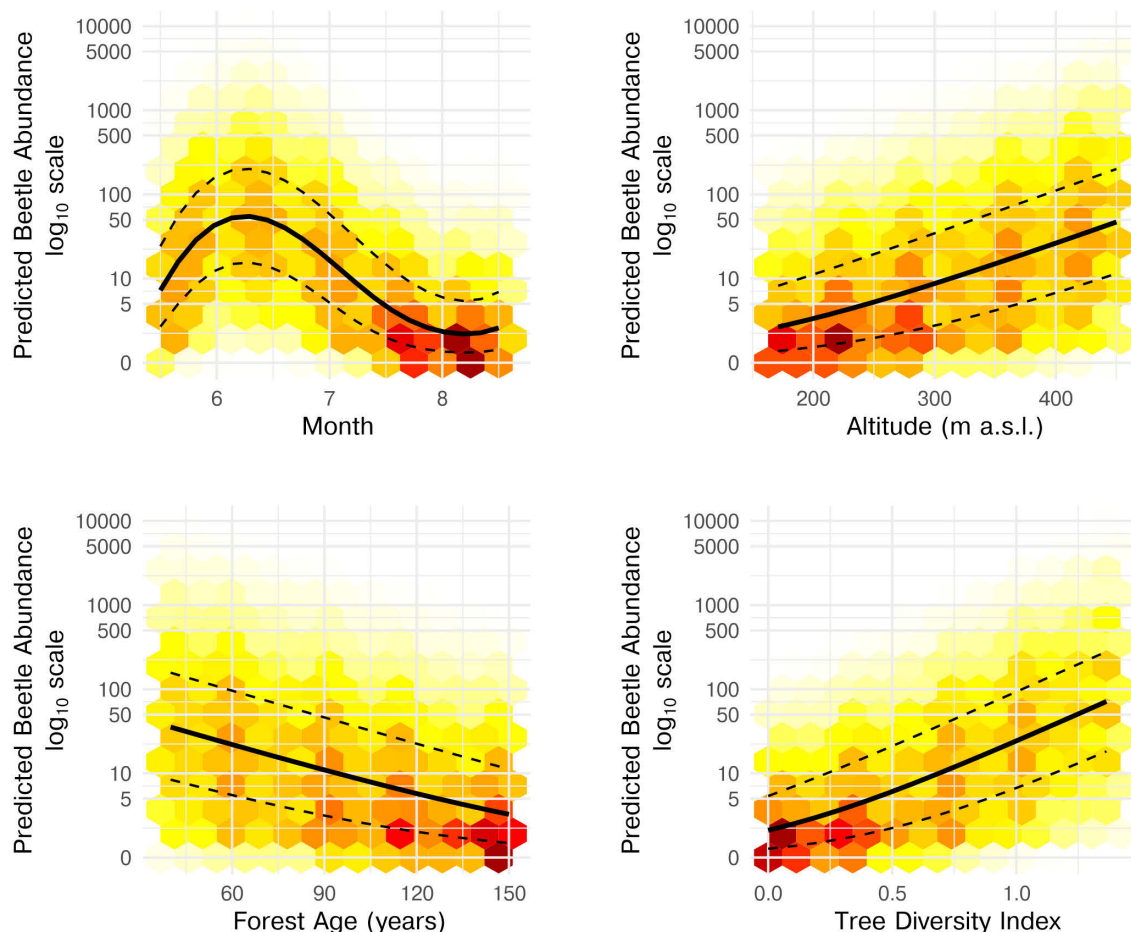 10000
5000
1000
500
100
50
10
5
0
Predicted Beetle Abundance
log₁₀ scale
6 7 8
Month
10000
5000
1000
500
100
50
10
5
0
Predicted Beetle Abundance
log₁₀ scale
200 300 400
Altitude (m a.s.l.)
10000
5000
1000
500
100
50
10
5
0
Predicted Beetle Abundance
log₁₀ scale
60 90 120 150
Forest Age (years)
10000
5000
1000
500
100
50
10
5
0
Predicted Beetle Abundance
log₁₀ scale
0.0 0.5 1.0
Tree Diversity Index